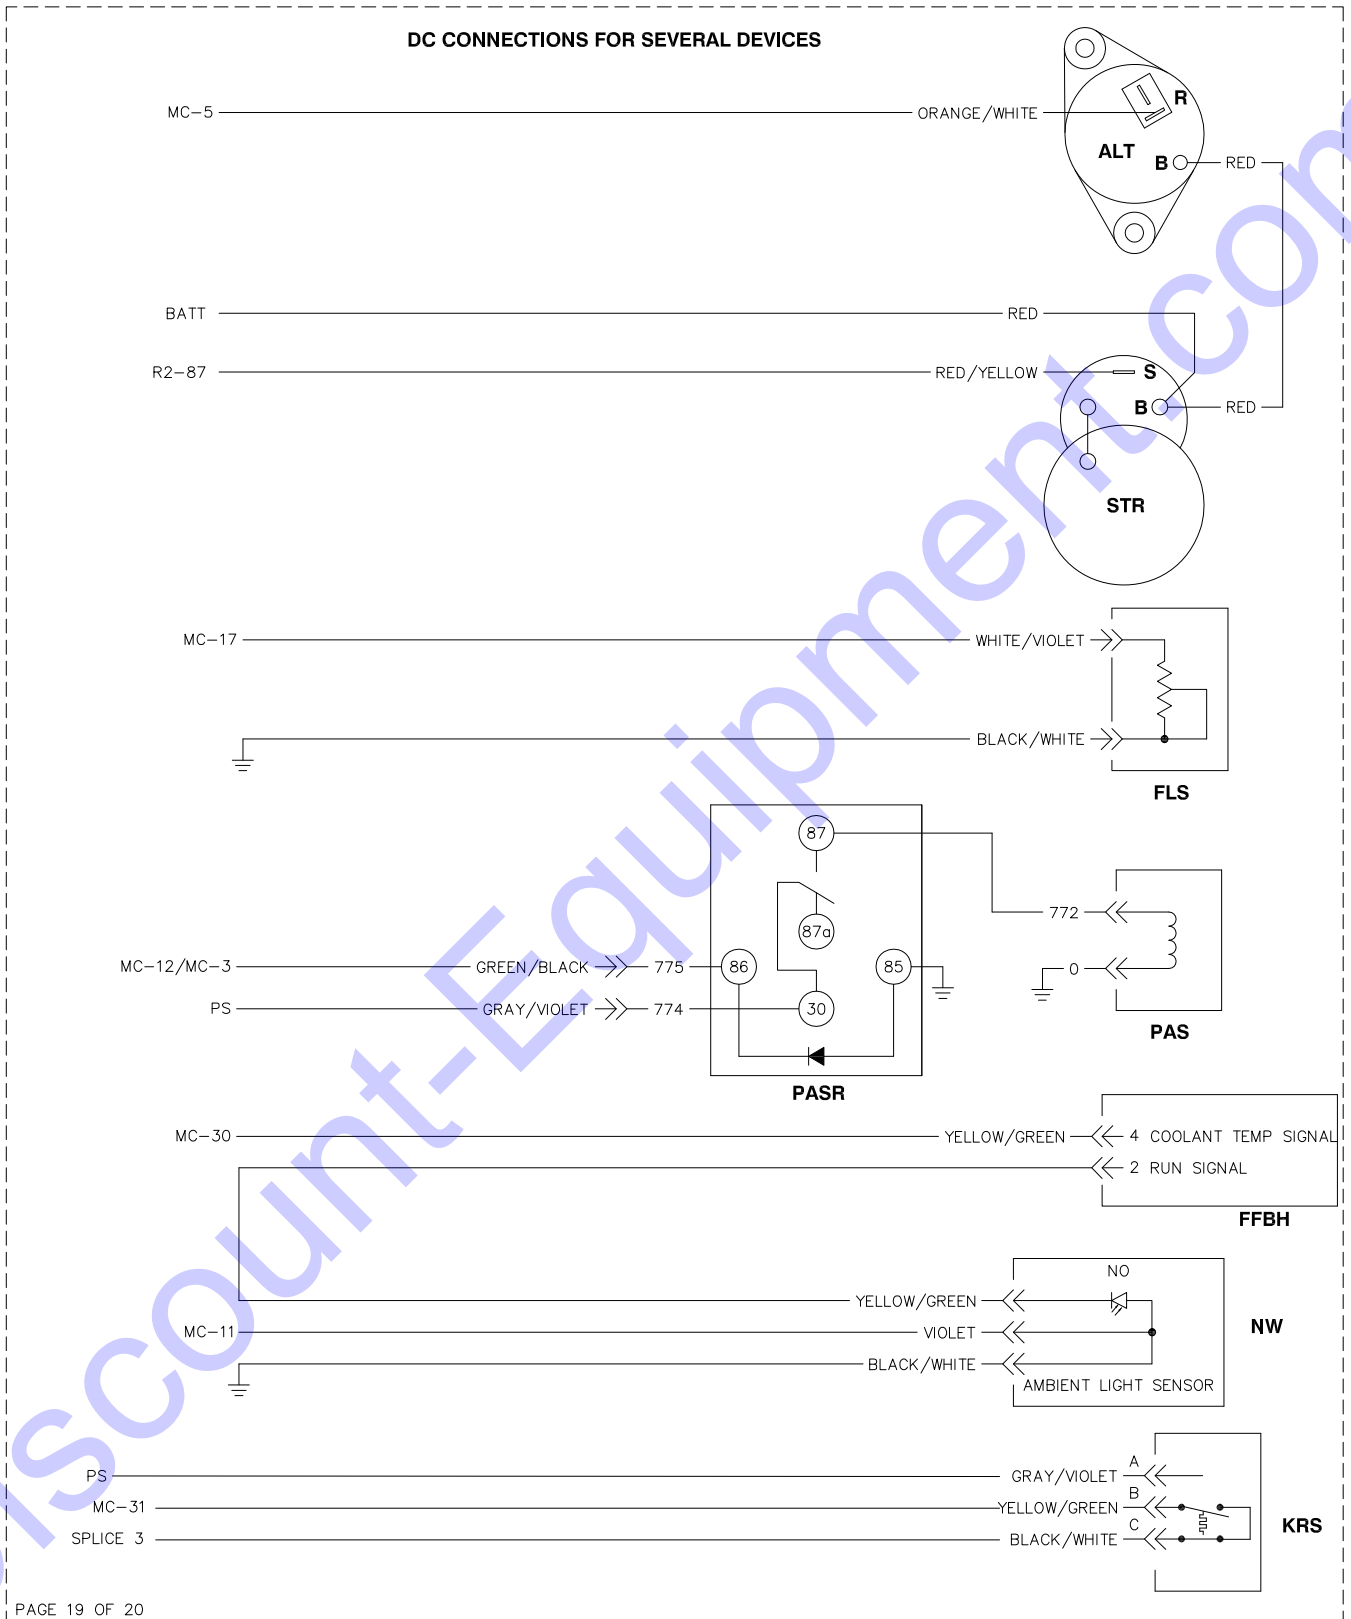 DC CONNECTIONS FOR SEVERAL DEVICES
MC-5 ORANGE/WHITE R
ALT
B RED
BATT RED
R2-87 RED/YELLOW S
B RED
STR
MC-17 WHITE/VIOLET
BLACK/WHITE
FLS
87
772
87a
MC-12/MC-3 GREEN/BLACK 775 86 85 0
PS GRAY/VIOLET 774 30
PAS
PASR
MC-30 YELLOW/GREEN 4 COOLANT TEMP SIGNAL
2 RUN SIGNAL
FFBH
NO
YELLOW/GREEN
MC-11 VIOLET NW
BLACK/WHITE
AMBIENT LIGHT SENSOR
PS GRAY/VIOLET A
MC-31 YELLOW/GREEN B
SPLICE 3 BLACK/WHITE C
KRS
PAGE 19 OF 20
iscount-Equipment.com